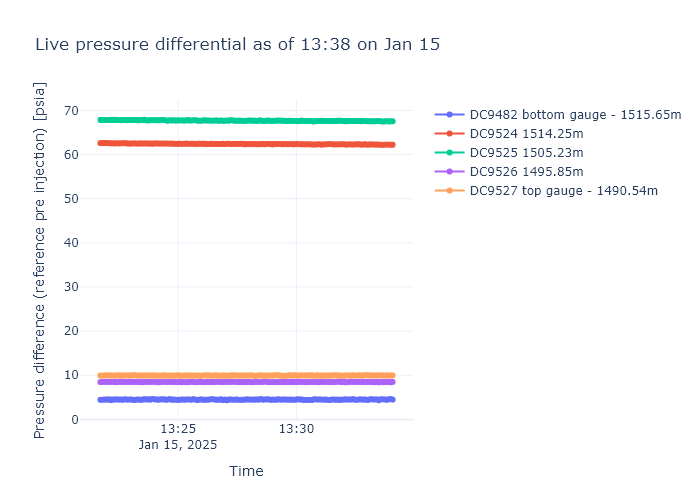 Live pressure differential as of 13:38 on Jan 15
Pressure difference (reference pre injection) [psia]
70
60
50
40
30
20
10
0
13:25
Jan 15, 2025
13:30
Time
DC9482 bottom gauge - 1515.65m
DC9524 1514.25m
DC9525 1505.23m
DC9526 1495.85m
DC9527 top gauge - 1490.54m